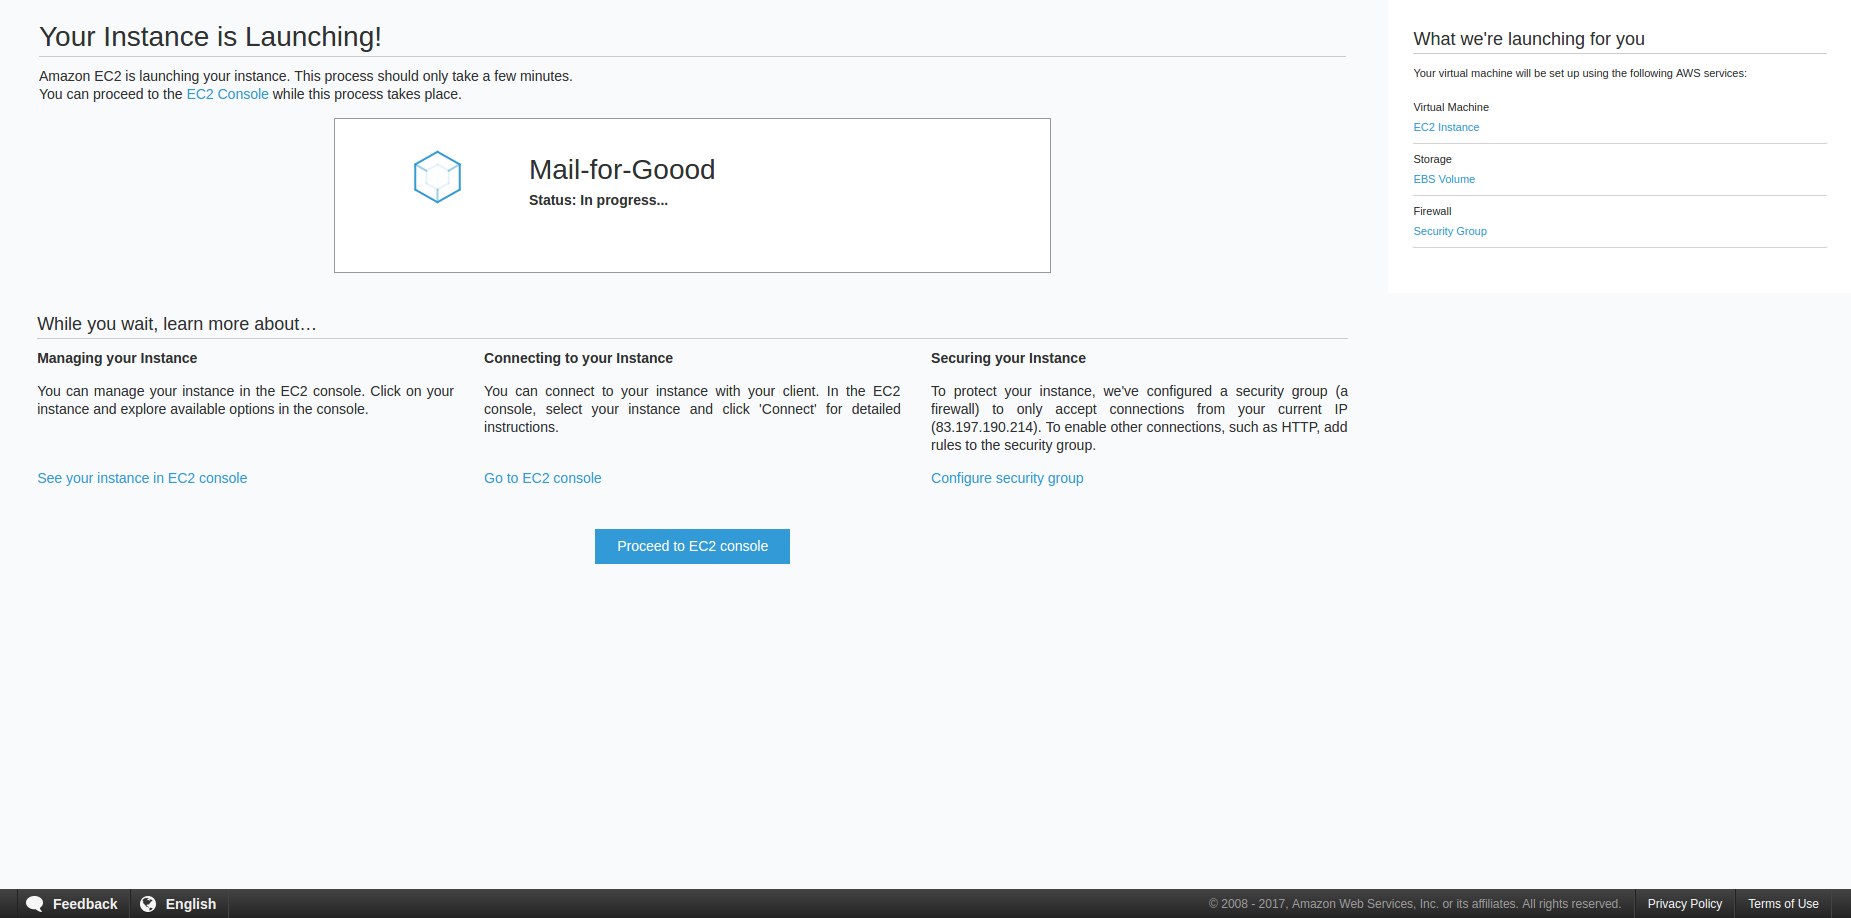 Your Instance is Launching!
Amazon EC2 is launching your instance. This process should only take a few minutes.
You can proceed to the EC2 Console while this process takes place.
Mail-for-Goood
Status: In progress...
While you wait, learn more about…
Managing your Instance
You can manage your instance in the EC2 console. Click on your
instance and explore available options in the console.
See your instance in EC2 console
Connecting to your Instance
You can connect to your instance with your client. In the EC2
console, select your instance and click 'Connect' for detailed
instructions.
Go to EC2 console
Securing your Instance
To protect your instance, we've configured a security group (a
firewall) to only accept connections from your current IP
(83.197.190.214). To enable other connections, such as HTTP, add
rules to the security group.
Configure security group
Proceed to EC2 console
What we're launching for you
Your virtual machine will be set up using the following AWS services:
Virtual Machine
EC2 Instance
Storage
EBS Volume
Firewall
Security Group
Feedback
English
© 2008 - 2017, Amazon Web Services, Inc. or its affiliates. All rights reserved.
Privacy Policy
Terms of Use